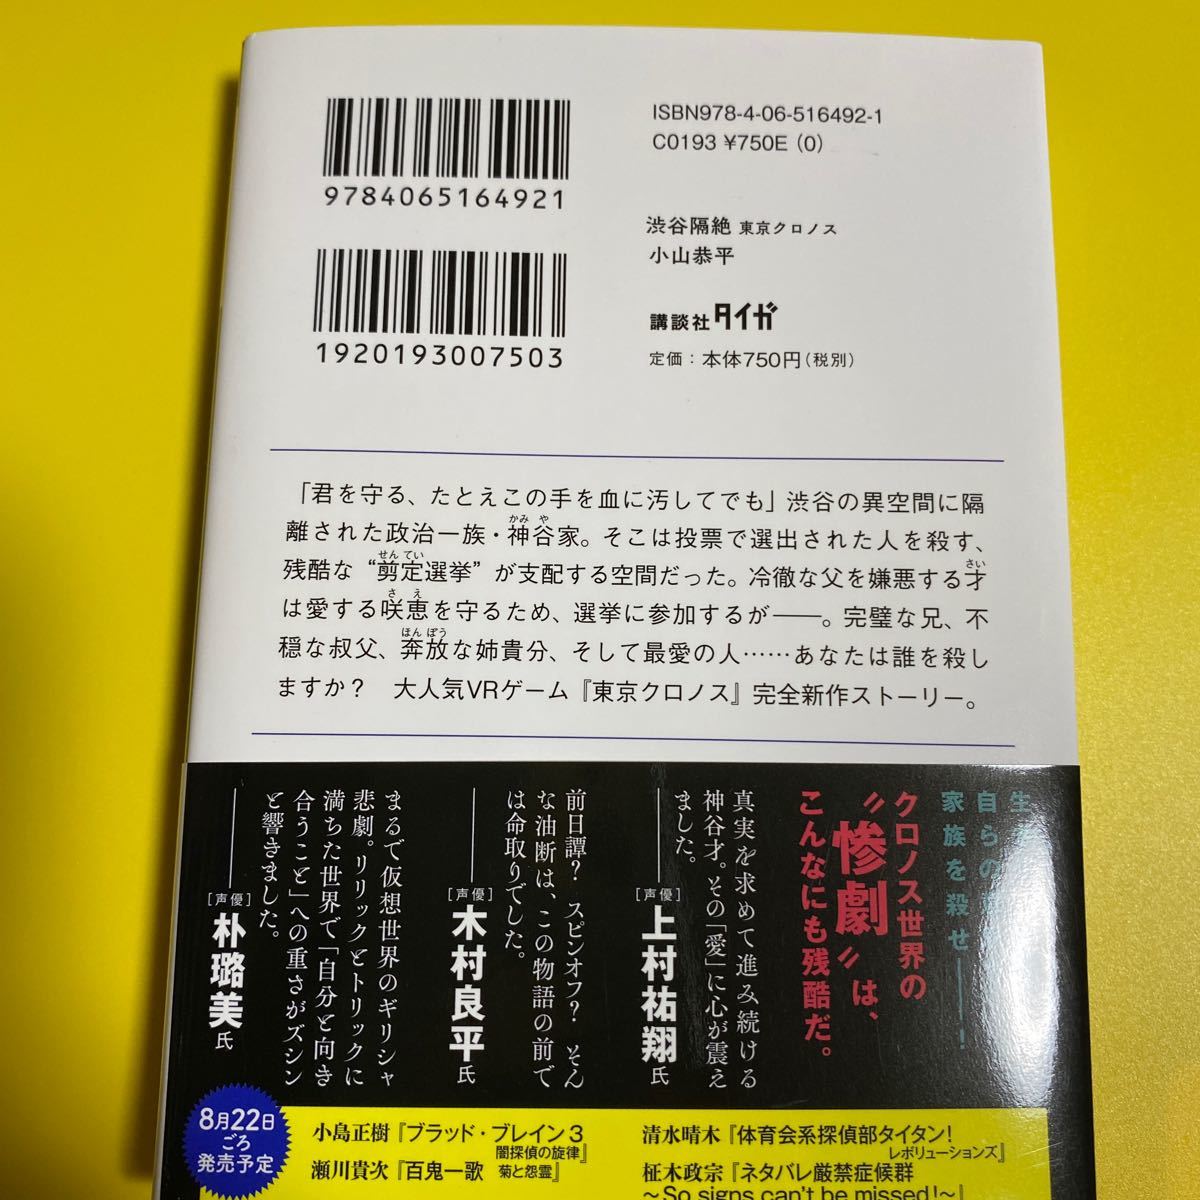 9784065164921
1920193007503
ISBN978-4-06-516492-1
C0193 ¥750E (0)
渋谷隔絶 東京クロノス
小山恭平
講談社タイガ
定価：本体750円（税別）
「君を守る、たとえこの手を血に汚してでも」渋谷の異空間に隔
離された政治一族・神谷家。そこは投票で選出された人を殺す、
残酷な“剪定選挙”が支配する空間だった。冷徹な父を嫌悪する才
は愛する咲恵を守るため、選挙に参加するが――。完璧な兄、不
穏な叔父、奔放な姉貴分、そして最愛の人……あなたは誰を殺し
ますか？　大人気VRゲーム『東京クロノス』完全新作ストーリー。
生
自らの
家族を殺せ――！
クロノス世界の
〝惨劇〟は、
こんなにも残酷だ。
真実を求めて進み続ける
神谷才。その「愛」に心が震え
ました。
――［声優］上村祐翔氏
前日譚？ スピンオフ？ そん
な油断は、この物語の前で
は命取りでした。
――［声優］木村良平氏
まるで仮想世界のギリシャ
悲劇。リリックとトリックに
満ちた世界で「自分と向き
合うこと」への重さがズシン
と響きました。
――［声優］朴璐美氏
8月22日
ごろ
発売予定
小島正樹『ブラッド・ブレイン3
闇探偵の旋律』
瀬川貴次『百鬼一歌 菊と怨霊』
清水晴木『体育会系探偵部タイタン！
レボリューションズ』
柾木政宗『ネタバレ厳禁症候群
～So signs can't be missed!～』